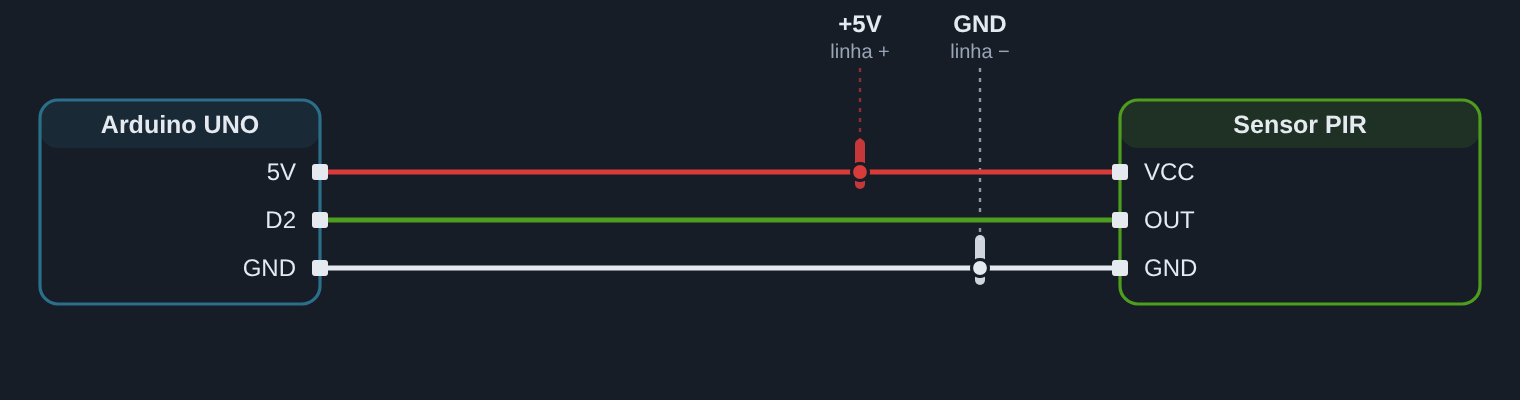 +5V
linha +
GND
linha −
Arduino UNO
5V
D2
GND
Sensor PIR
VCC
OUT
GND